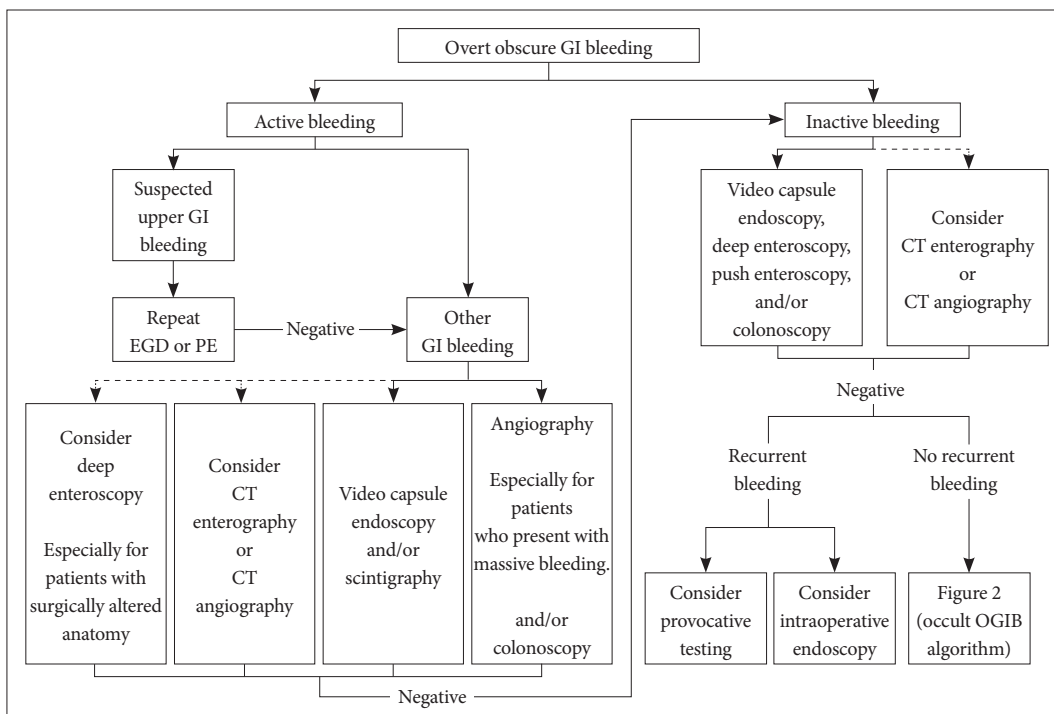 Overt obscure GI bleeding
Active bleeding
Inactive bleeding
Suspected
upper GI
bleeding
Repeat
EGD or PE
Negative
Other
GI bleeding
Consider
deep
enteroscopy
Especially for
patients with
surgically altered
anatomy
Consider
CT
enterography
or
CT
angiography
Video capsule
endoscopy
and/or
scintigraphy
Angiography
Especially for
patients
who present with
massive bleeding.
and/or
colonoscopy
Negative
Video capsule
endoscopy,
deep enteroscopy,
push enteroscopy,
and/or
colonoscopy
Consider
CT enterography
or
CT angiography
Negative
Recurrent
bleeding
No recurrent
bleeding
Consider
provocative
testing
Consider
intraoperative
endoscopy
Figure 2
(occult OGIB
algorithm)